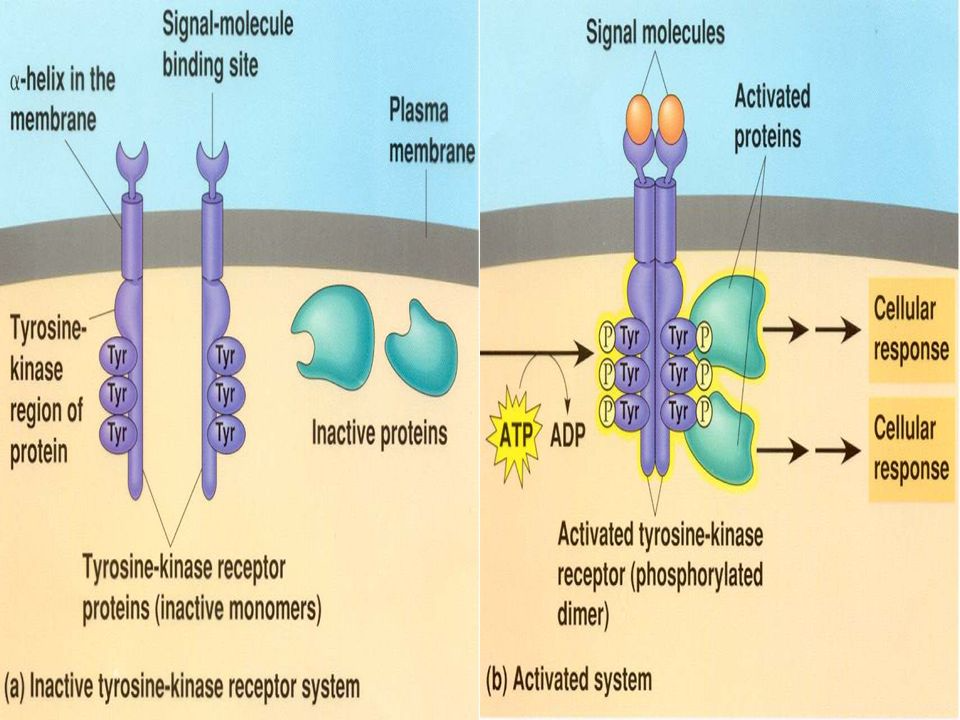 Signal-molecule
binding site
α-helix in the
membrane
Plasma
membrane
Tyrosine-
kinase
region of
protein
Tyr
Tyr
Tyr
Tyr
Tyr
Tyr
Inactive proteins
Tyrosine-kinase receptor
proteins (inactive monomers)
(a) Inactive tyrosine-kinase receptor system
Signal molecules
Activated
proteins
P Tyr Tyr P
P Tyr Tyr P
P Tyr Tyr P
ATP ADP
Cellular
response
Cellular
response
Activated tyrosine-kinase
receptor (phosphorylated
dimer)
(b) Activated system